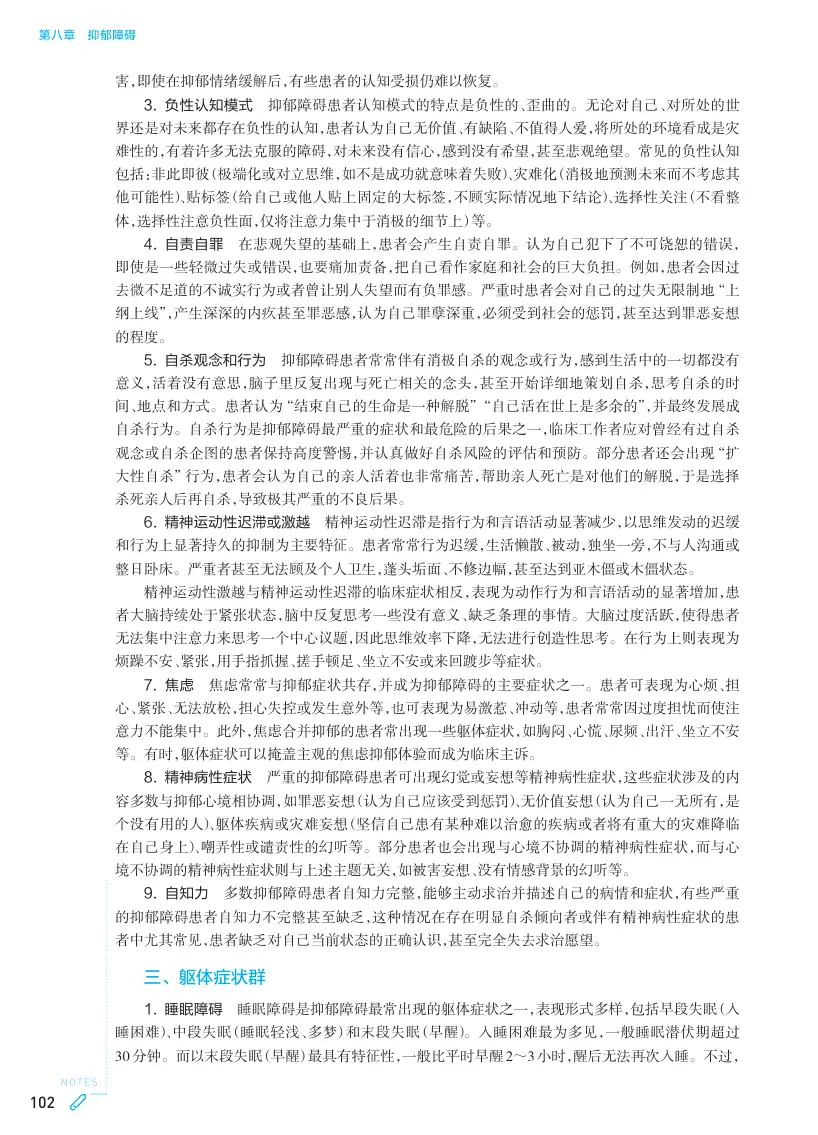 第八章 抑郁障碍
害,即使在抑郁情绪缓解后,有些患者的认知受损仍难以恢复。
3. 负性认知模式 抑郁障碍患者认知模式的特点是负性的、歪曲的。无论对自己、对所处的世
界还是对未来都存在负性的认知,患者认为自己无价值、有缺陷、不值得人爱,将所处的环境看成是灾
难性的,有着许多无法克服的障碍,对未来没有信心,感到没有希望,甚至悲观绝望。常见的负性认知
包括:非此即彼(极端化或对立思维,如不是成功就意味着失败)、灾难化(消极地预测未来而不考虑其
他可能性)、贴标签(给自己或他人贴上固定的大标签,不顾实际情况地下结论)、选择性关注(不看整
体,选择性注意负性面,仅将注意力集中于消极的细节上)等。
4. 自责自罪 在悲观失望的基础上,患者会产生自责自罪。认为自己犯下了不可饶恕的错误,
即使是一些轻微过失或错误,也要痛加责备,把自己看作家庭和社会的巨大负担。例如,患者会因过
去微不足道的不诚实行为或者曾让别人失望而有负罪感。严重时患者会对自己的过失无限制地“上
纲上线”,产生深深的内疚甚至罪恶感,认为自己罪孽深重,必须受到社会的惩罚,甚至达到罪恶妄想
的程度。
5. 自杀观念和行为 抑郁障碍患者常常伴有消极自杀的观念或行为,感到生活中的一切都没有
意义,活着没有意思,脑子里反复出现与死亡相关的念头,甚至开始详细地策划自杀,思考自杀的时
间、地点和方式。患者认为“结束自己的生命是一种解脱”“自己活在世上是多余的”,并最终发展成
自杀行为。自杀行为是抑郁障碍最严重的症状和最危险的后果之一,临床工作者应对曾经有过自杀
观念或自杀企图的患者保持高度警惕,并认真做好自杀风险的评估和预防。部分患者还会出现“扩
大性自杀”行为,患者会认为自己的亲人活着也非常痛苦,帮助亲人死亡是对他们的解脱,于是选择
杀死亲人后再自杀,导致极其严重的不良后果。
6. 精神运动性迟滞或激越 精神运动性迟滞是指行为和言语活动显著减少,以思维发动的迟缓
和行为上显著持久的抑制为主要特征。患者常常行为迟缓,生活懒散、被动,独坐一旁,不与人沟通或
整日卧床。严重者甚至无法顾及个人卫生,蓬头垢面、不修边幅,甚至达到亚木僵或木僵状态。
精神运动性激越与精神运动性迟滞的临床症状相反,表现为动作行为和言语活动的显著增加,患
者大脑持续处于紧张状态,脑中反复思考一些没有意义、缺乏条理的事情。大脑过度活跃,使得患者
无法集中注意力来思考一个中心议题,因此思维效率下降,无法进行创造性思考。在行为上则表现为
烦躁不安、紧张,用手指抓握、搓手顿足、坐立不安或来回踱步等症状。
7. 焦虑 焦虑常常与抑郁症状共存,并成为抑郁障碍的主要症状之一。患者可表现为心烦、担
心、紧张、无法放松,担心失控或发生意外等,也可表现为易激惹、冲动等,患者常常因过度担忧而使注
意力不能集中。此外,焦虑合并抑郁的患者常出现一些躯体症状,如胸闷、心慌、尿频、出汗、坐立不安
等。有时,躯体症状可以掩盖主观的焦虑抑郁体验而成为临床主诉。
8. 精神病性症状 严重的抑郁障碍患者可出现幻觉或妄想等精神病性症状,这些症状涉及的内
容多数与抑郁心境相协调,如罪恶妄想(认为自己应该受到惩罚)、无价值妄想(认为自己一无所有,是
个没有用的人)、躯体疾病或灾难妄想(坚信自己患有某种难以治愈的疾病或者将有重大的灾难降临
在自己身上)、嘲弄性或谴责性的幻听等。部分患者也会出现与心境不协调的精神病性症状,而与心
境不协调的精神病性症状则与上述主题无关,如被害妄想、没有情感背景的幻听等。
9. 自知力 多数抑郁障碍患者自知力完整,能够主动求治并描述自己的病情和症状,有些严重
的抑郁障碍患者自知力不完整甚至缺乏,这种情况在存在明显自杀倾向者或伴有精神病性症状的患
者中尤其常见,患者缺乏对自己当前状态的正确认识,甚至完全失去求治愿望。
三、躯体症状群
1. 睡眠障碍 睡眠障碍是抑郁障碍最常出现的躯体症状之一,表现形式多样,包括早段失眠(入
睡困难)、中段失眠(睡眠轻浅、多梦)和末段失眠(早醒)。入睡困难最为多见,一般睡眠潜伏期超过
30分钟。而以末段失眠(早醒)最具有特征性,一般比平时早醒2~3小时,醒后无法再次入睡。不过,
NOTES
102